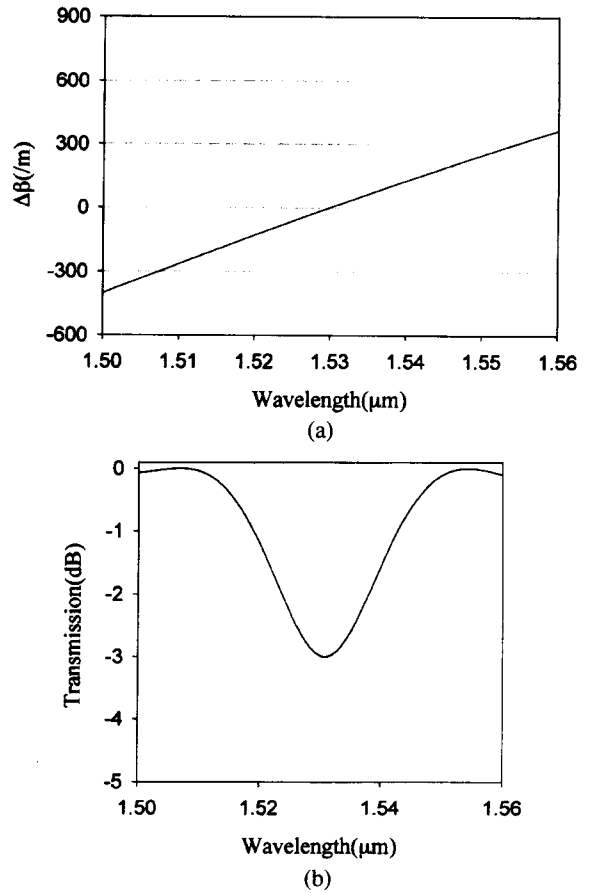 900
600
300
0
-300
-600
Δβ(/m)
1.50 1.51 1.52 1.53 1.54 1.55 1.56
Wavelength(μm)
(a)
0
-1
-2
-3
-4
-5
Transmission(dB)
1.50 1.52 1.54 1.56
Wavelength(μm)
(b)